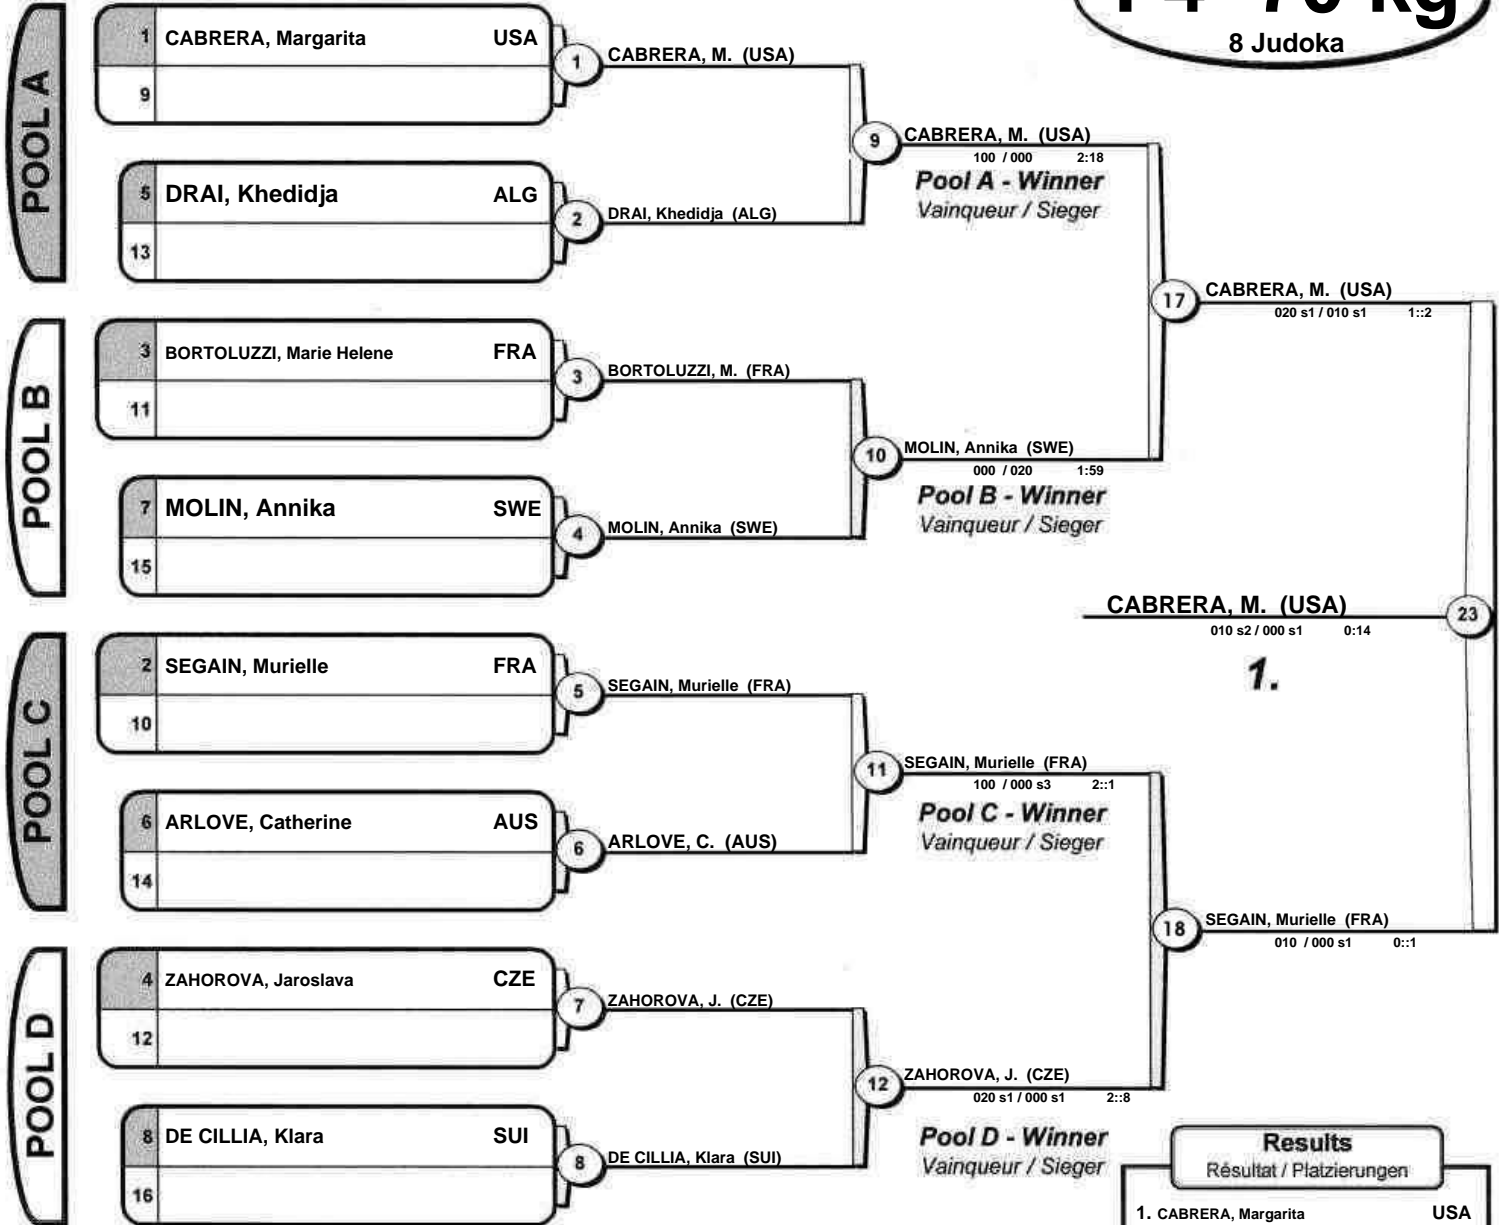 8 Judoka
POOL A
1 CABRERA, Margarita USA
9
1
CABRERA, M. (USA)
5 DRAI, Khedidja ALG
13
2
DRAI, Khedidja (ALG)
9
CABRERA, M. (USA)
100 / 000 2:18
Pool A - Winner
Vainqueur / Sieger
POOL B
3 BORTOLUZZI, Marie Helene FRA
11
3
BORTOLUZZI, M. (FRA)
7 MOLIN, Annika SWE
15
4
MOLIN, Annika (SWE)
10
MOLIN, Annika (SWE)
000 / 020 1:59
Pool B - Winner
Vainqueur / Sieger
17
CABRERA, M. (USA)
020 s1 / 010 s1 1::2
CABRERA, M. (USA)
010 s2 / 000 s1 0:14
23
1.
POOL C
2 SEGAIN, Murielle FRA
10
5
SEGAIN, Murielle (FRA)
6 ARLOVE, Catherine AUS
14
6
ARLOVE, C. (AUS)
11
SEGAIN, Murielle (FRA)
100 / 000 s3 2::1
Pool C - Winner
Vainqueur / Sieger
18
SEGAIN, Murielle (FRA)
010 / 000 s1 0::1
POOL D
4 ZAHOROVA, Jaroslava CZE
12
7
ZAHOROVA, J. (CZE)
8 DE CILLIA, Klara SUI
16
8
DE CILLIA, Klara (SUI)
12
ZAHOROVA, J. (CZE)
020 s1 / 000 s1 2::8
Pool D - Winner
Vainqueur / Sieger
Results
Résultat / Platzierungen
1. CABRERA, Margarita USA